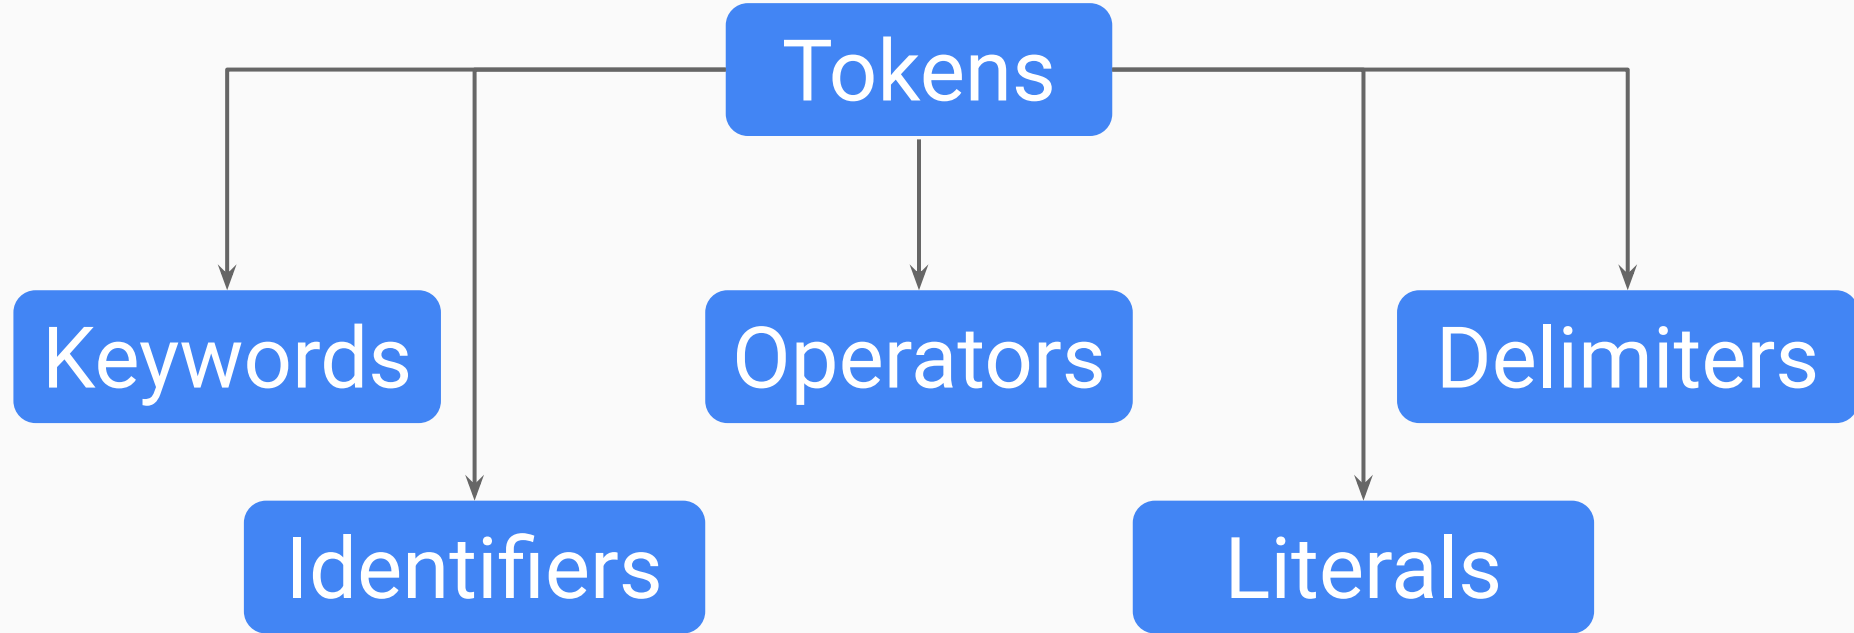 Tokens
Keywords
Operators
Delimiters
Identifiers
Literals